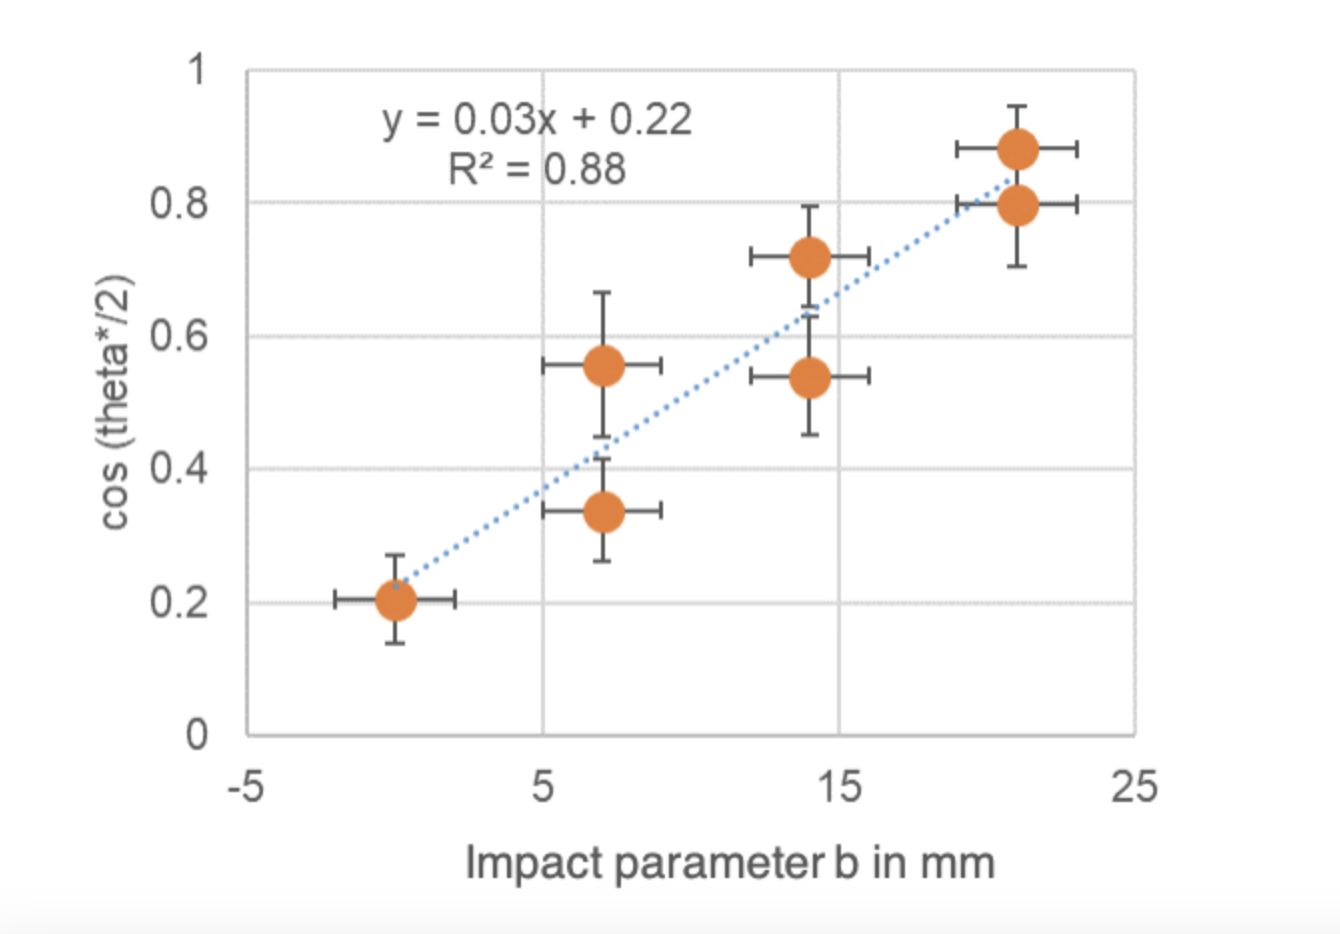 1
y = 0.03x + 0.22
R² = 0.88
0.8
0.6
0.4
0.2
0
cos (theta*/2)
-5 5 15 25
Impact parameter b in mm